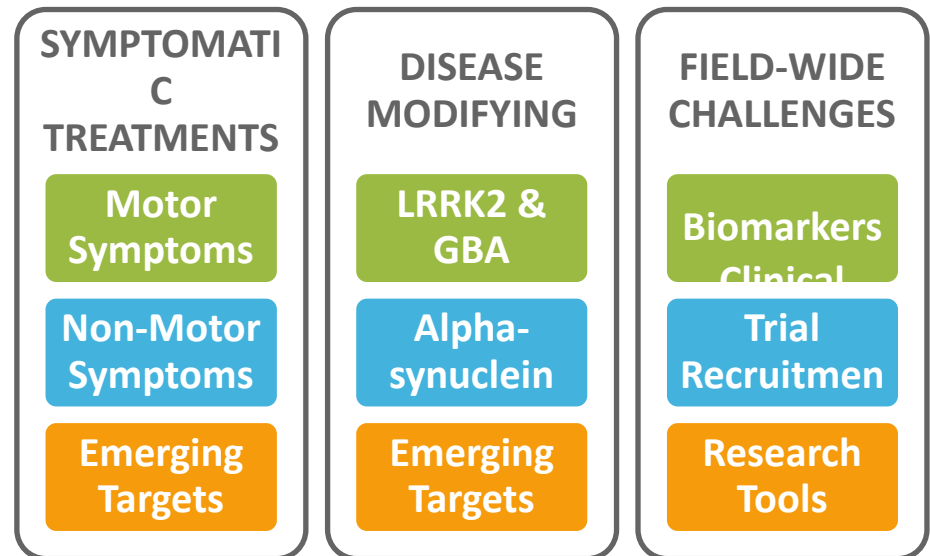 SYMPTOMATI
C
TREATMENTS
Motor
Symptoms
Non-Motor
Symptoms
Emerging
Targets
DISEASE
MODIFYING
LRRK2 &
GBA
Alpha-
synuclein
Emerging
Targets
FIELD-WIDE
CHALLENGES
Biomarkers
Clinical
Trial
Recruitmen
Research
Tools